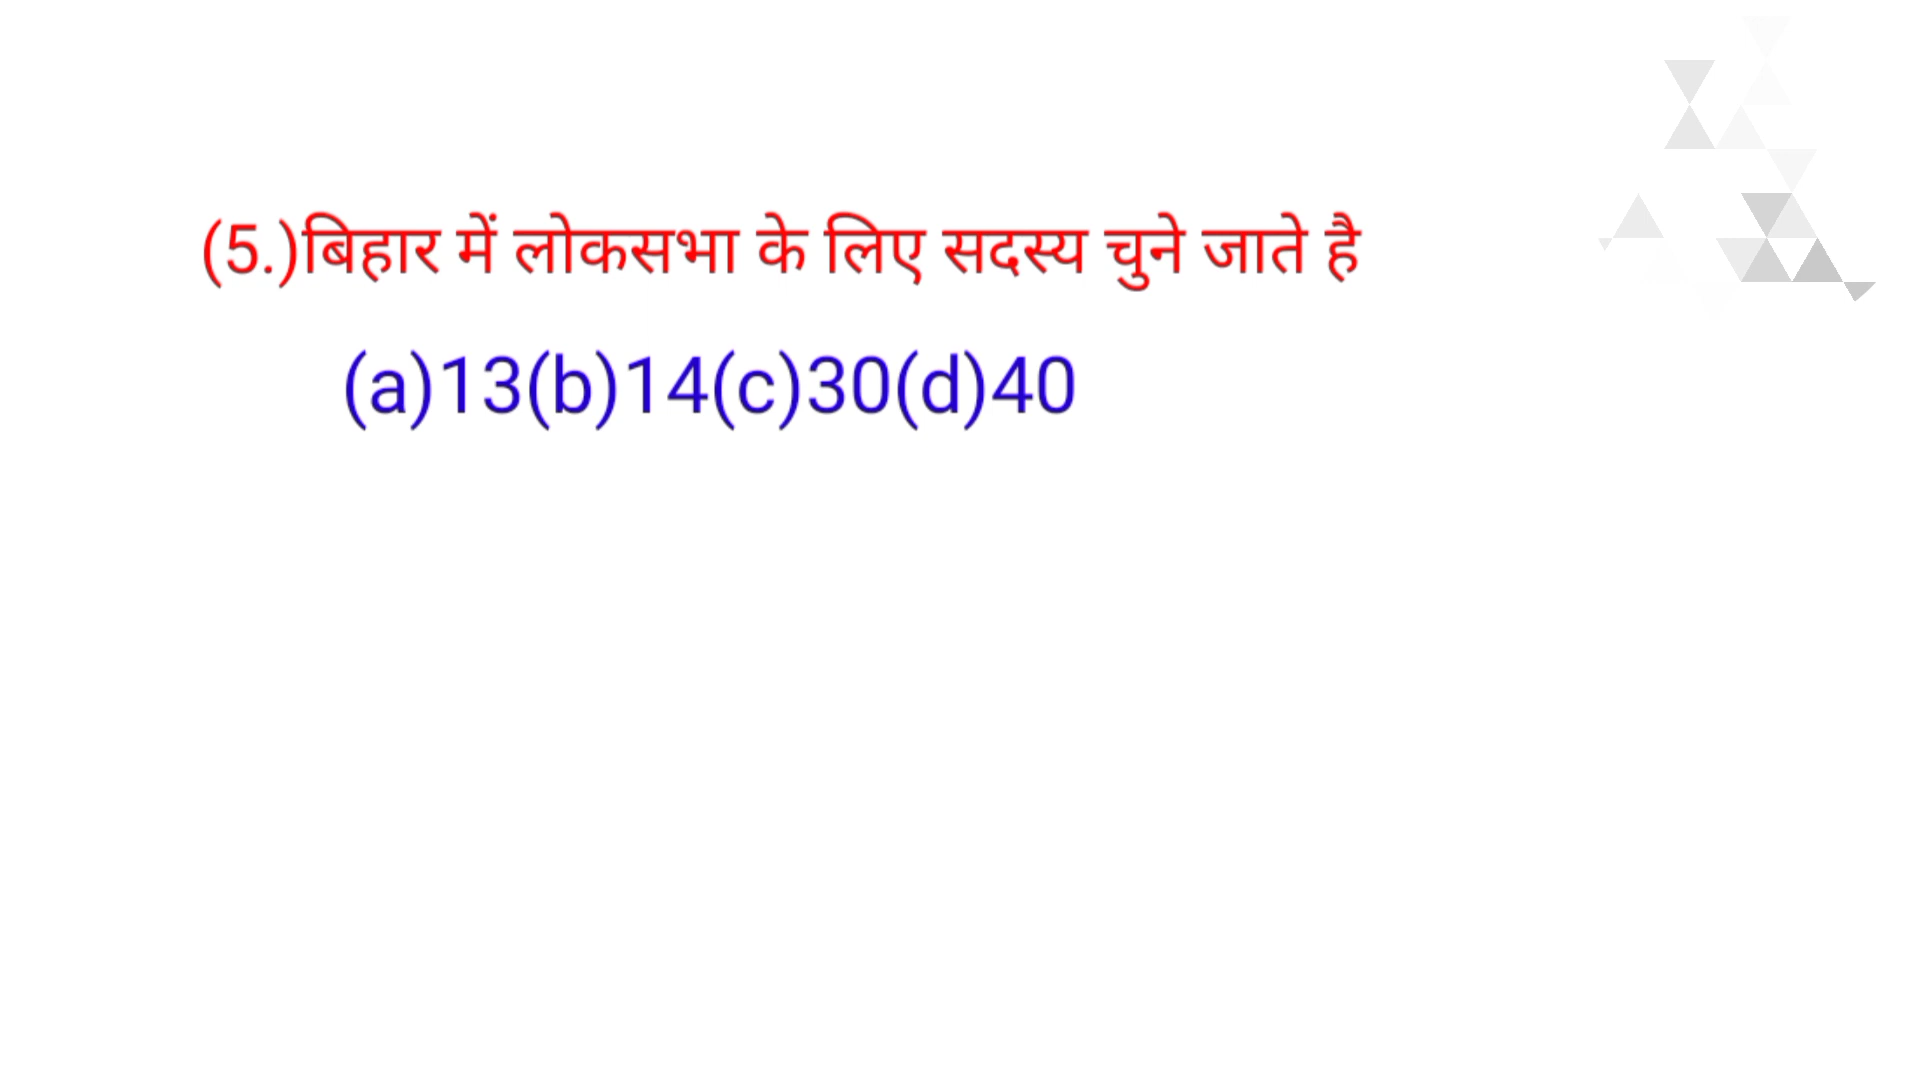 (5.)बिहार में लोकसभा के लिए सदस्य चुने जाते है
(a)13(b)14(c)30(d)40